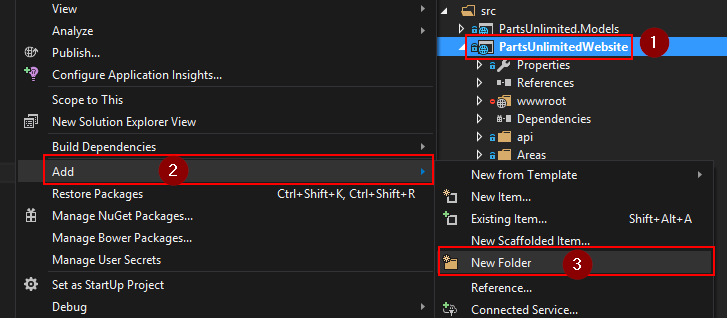 View
Analyze
Publish...
Configure Application Insights...
Scope to This
New Solution Explorer View
Build Dependencies
Add 2
Restore Packages Ctrl+Shift+K, Ctrl+Shift+R
Manage NuGet Packages...
Manage Bower Packages...
Manage User Secrets
Set as StartUp Project
Debug
src
PartsUnlimited.Models
PartsUnlimitedWebsite 1
Properties
References
wwwroot
Dependencies
api
Areas
New from Template
New Item...
Existing Item... Shift+Alt+A
New Scaffolded Item...
New Folder 3
Reference...
Connected Service...